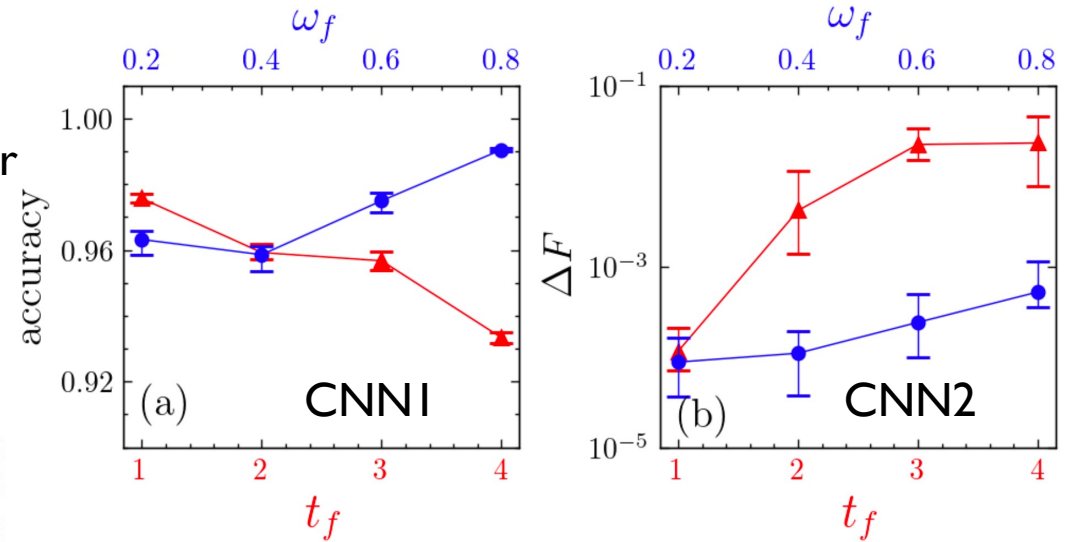 ω_f
0.2 0.4 0.6 0.8
1.00
0.96
0.92
accuracy
r
(a) CNN1
1 2 3 4
t_f
ω_f
0.2 0.4 0.6 0.8
10⁻¹
10⁻³
10⁻⁵
ΔF
(b) CNN2
1 2 3 4
t_f